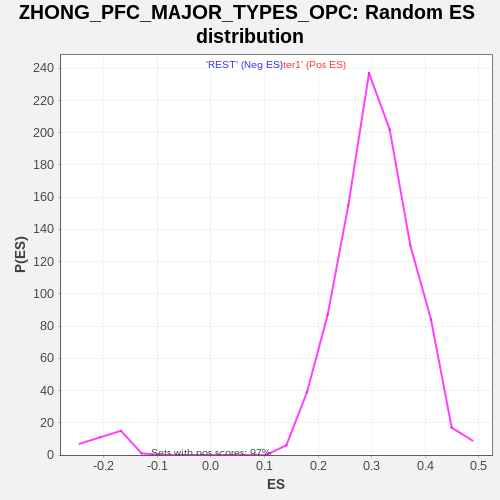 ZHONG_PFC_MAJOR_TYPES_OPC: Random ES
distribution
'REST' (Neg ES)
ter1' (Pos ES)
240
220
200
180
160
140
120
100
80
60
40
20
0
P(ES)
Sets with pos scores: 97%
-0.2 -0.1 0.0 0.1 0.2 0.3 0.4 0.5
ES